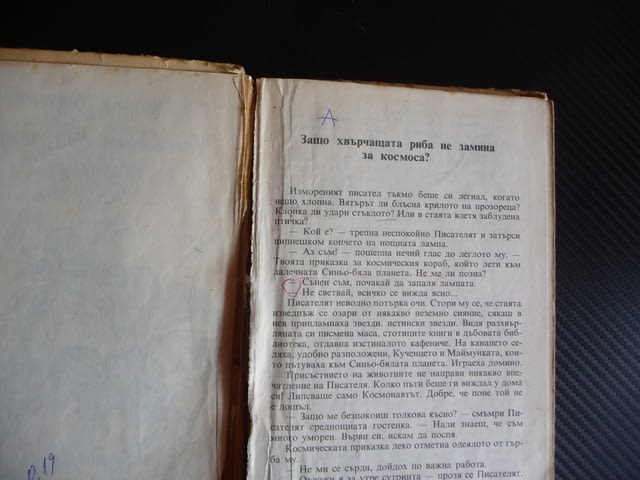 А
Защо хвърчащата риба не замина
за космоса?
Измореният писател тъкмо беше си легнал, когато
нещо хлопна. Вятърът ли блъсна крилото на прозореца?
Клонка ли удари стъклото? Или в стаята влетя заблудена
птичка?
— Кой е? — трепна неспокойно Писателят и затърси
пипнешком копчето на нощната лампа.
— Аз съм! — пошепна нечий глас до леглото му. —
Твоята приказка за космическия кораб, който лети към
далечната Синьо-бяла планета. Не ме ли позна?
— Сънен съм, почакай да запаля лампата.
— Не светвай, всичко се вижда ясно...
Писателят неволно потърка очи. Стори му се, че стаята
изведнъж се озари от някакво неземно сияние, сякаш в
нея припламнаха звезди, истински звезди. Видя разхвър-
ляната си писмена маса, стотиците книги в дъбовата биб-
лиотека, отдавна изстиналото кафениче. На канапето се-
дяха, удобно разположени, Кученцето и Маймунката, кои-
то пътуваха към Синьо-бялата планета. Играеха домино.
Присъствието на животните не направи никакво впе-
чатление на Писателя. Колко пъти беше ги виждал у дома
си! Липсваше само Космонавтът. Добре, че поне той не
е дошъл.
— Защо ме безпокоиш толкова късно? — смъмри Пи-
сателят среднощната гостенка. — Нали знаеш, че съм
много уморен. Върви си, искам да поспя.
Космическата приказка леко отметна одеялото от гър-
ба му.
— Не ми се сърди, дойдох по важна работа.
— Отложи я за утре сутринта — прозя се Писателят.
р. 19